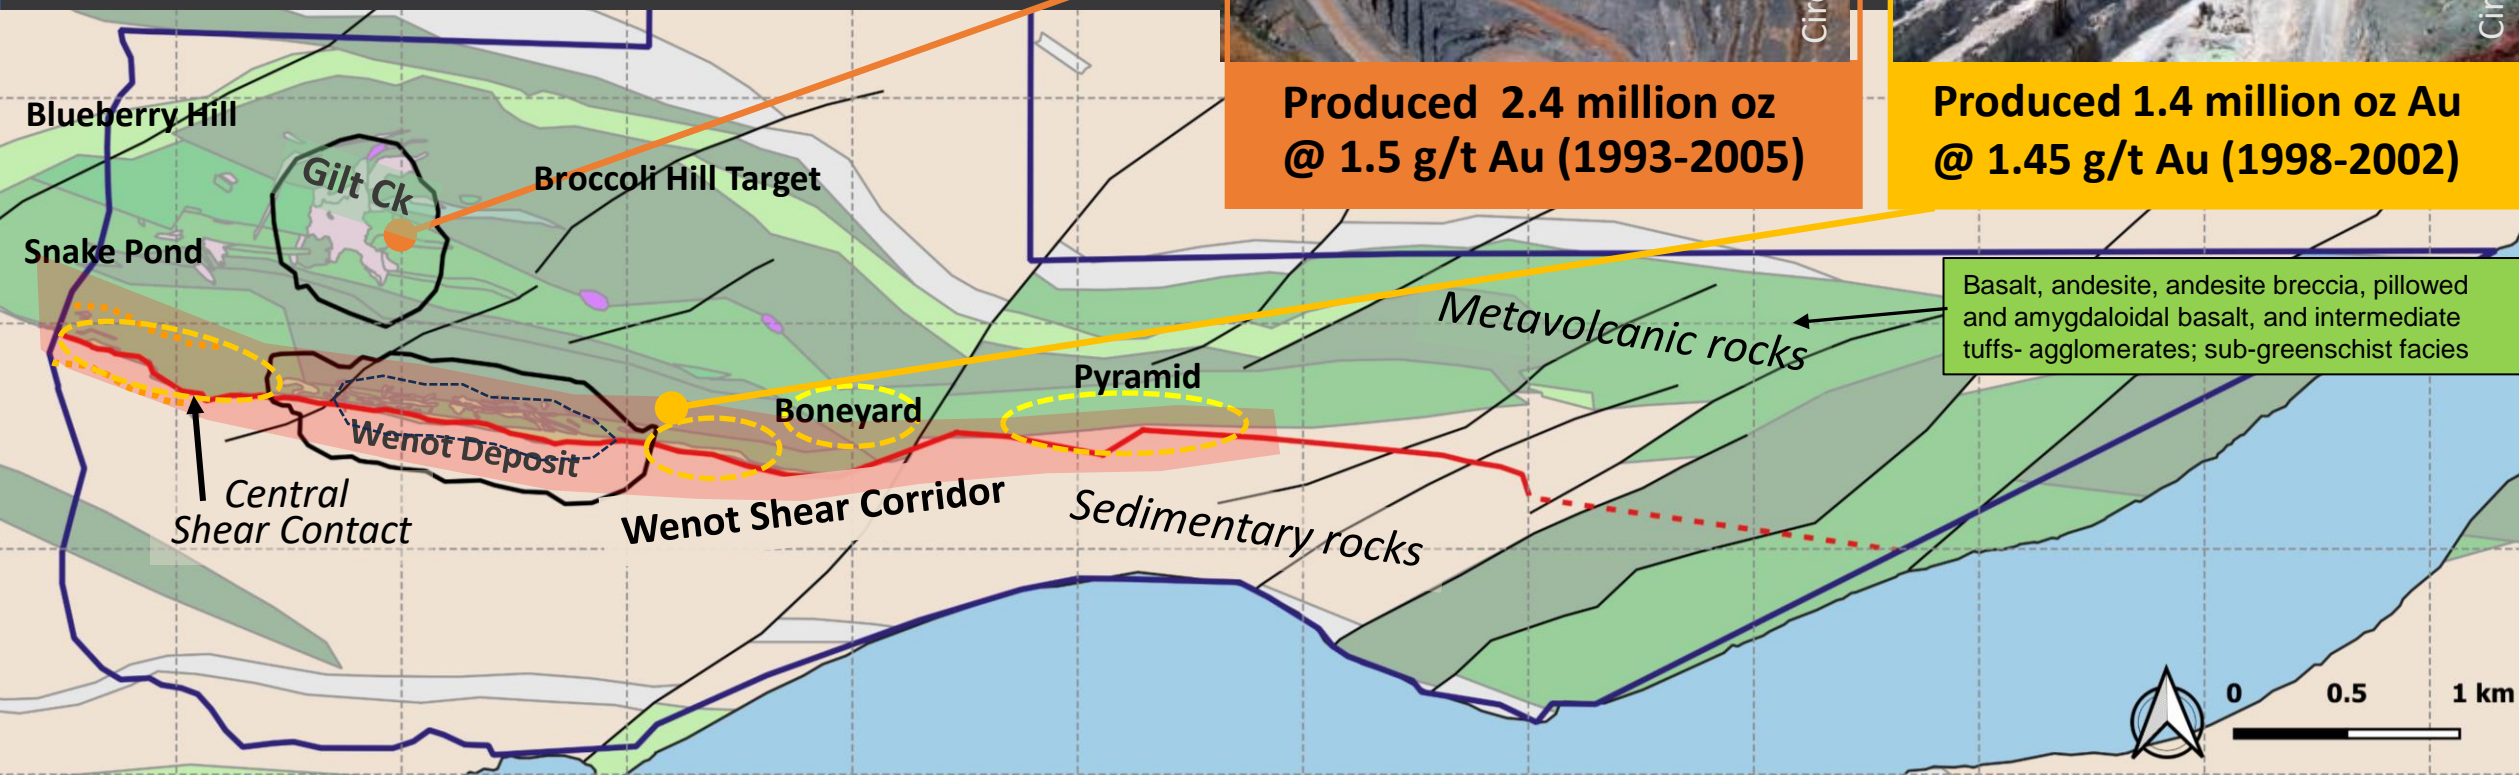 Produced  2.4 million oz
@ 1.5 g/t Au (1993-2005)
Produced 1.4 million oz Au
@ 1.45 g/t Au (1998-2002)
Blueberry Hill
Gilt Ck
Broccoli Hill Target
Snake Pond
Metavolcanic rocks
Basalt, andesite, andesite breccia, pillowed
and amygdaloidal basalt, and intermediate
tuffs- agglomerates; sub-greenschist facies
Pyramid
Boneyard
Wenot Deposit
Central
Shear Contact
Wenot Shear Corridor
Sedimentary rocks
0 0.5 1 km